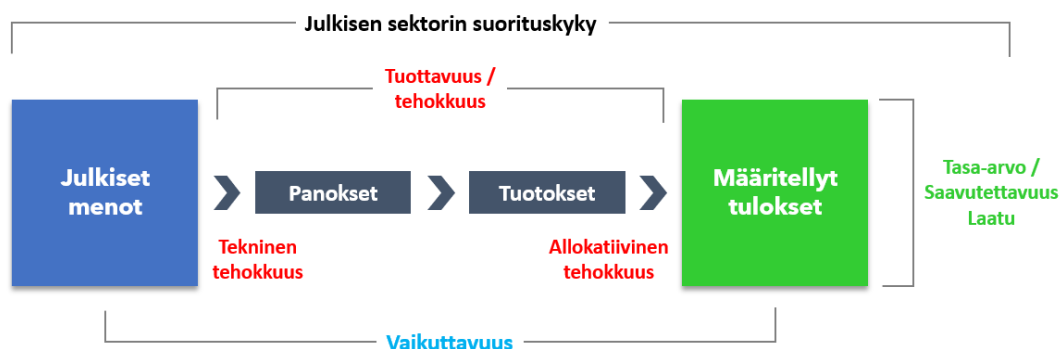 Julkisen sektorin suorituskyky
Tuottavuus /
tehokkuus
Julkiset
menot
Panokset
Tuotokset
Määritellyt
tulokset
Tasa-arvo /
Saavutettavuus
Laatu
Tekninen
tehokkuus
Allokatiivinen
tehokkuus
Vaikuttavuus